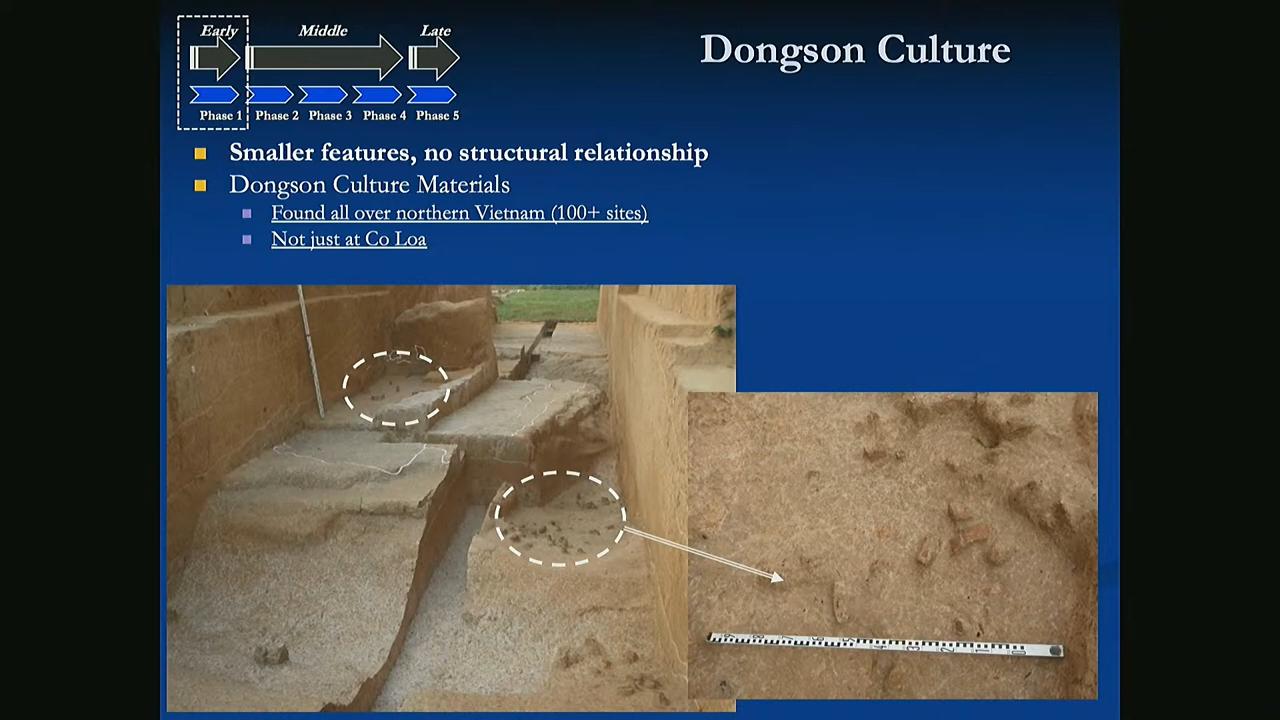 Early Middle Late
Dongson Culture
Phase 1 Phase 2 Phase 3 Phase 4 Phase 5
Smaller features, no structural relationship
Dongson Culture Materials
Found all over northern Vietnam (100+ sites)
Not just at Co Loa